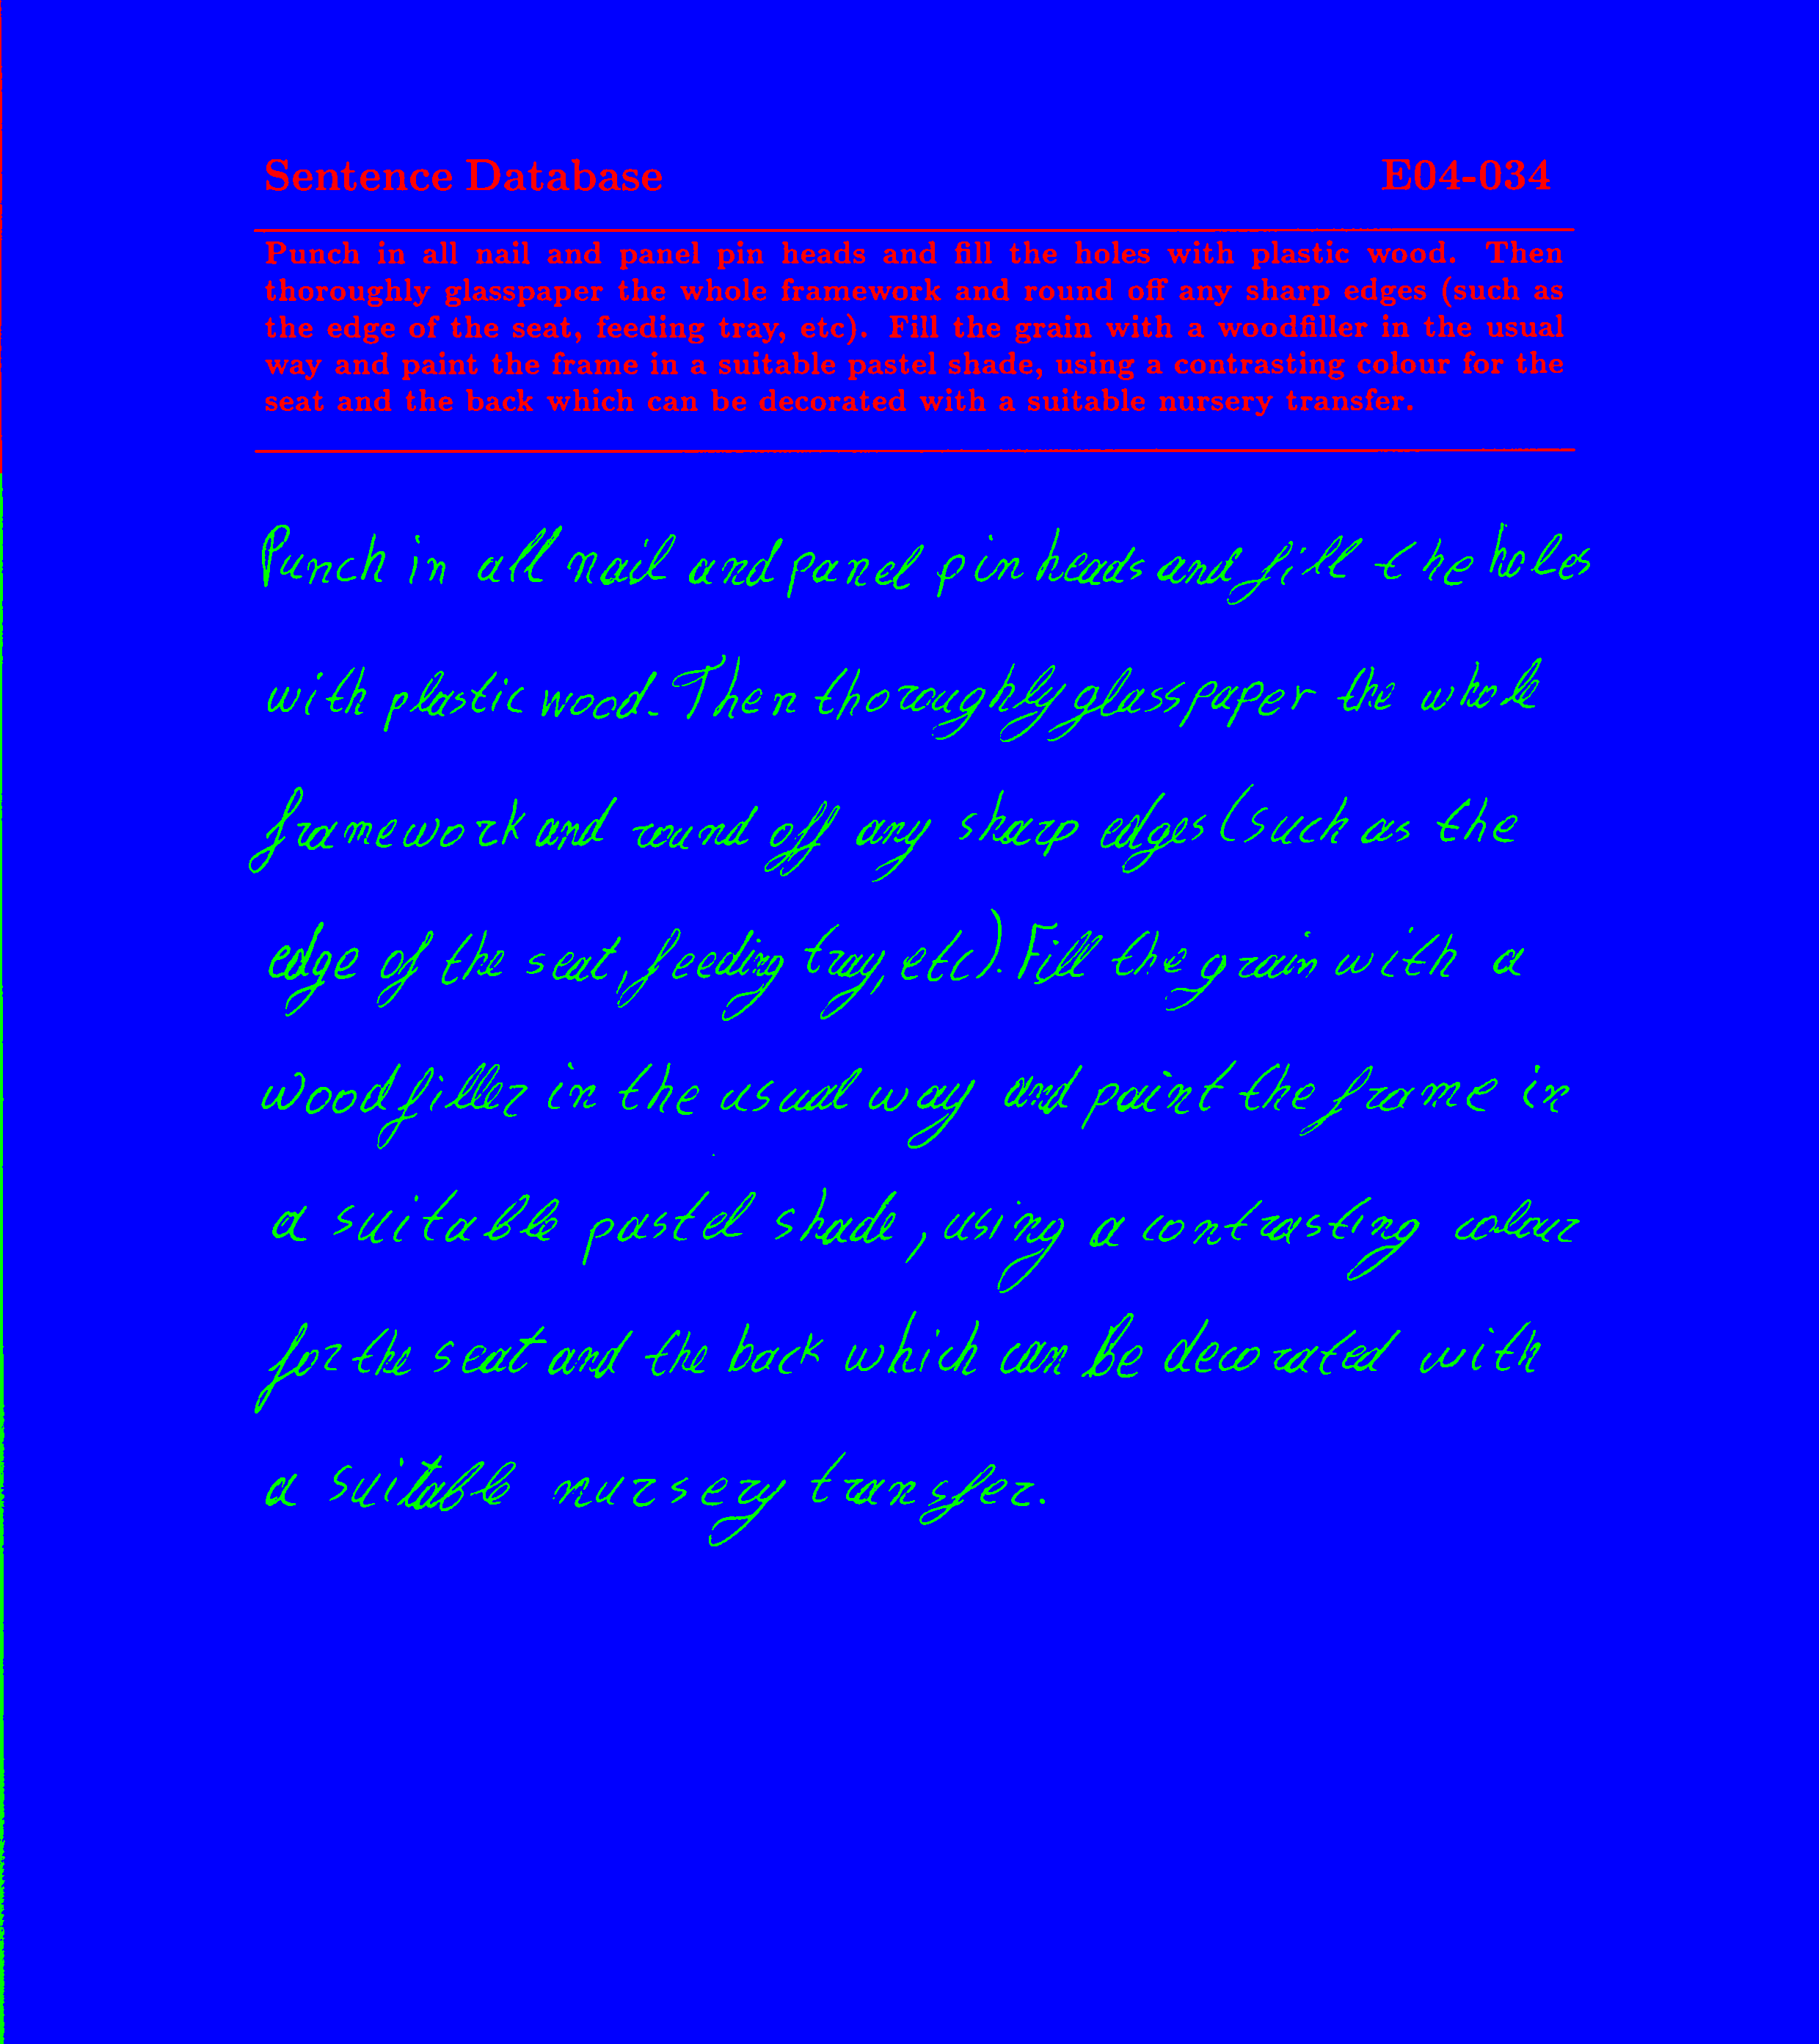 Sentence Database E04-034
Punch in all nail and panel pin heads and fill the holes with plastic wood. Then
thoroughly glasspaper the whole framework and round off any sharp edges (such as
the edge of the seat, feeding tray, etc). Fill the grain with a woodfiller in the usual
way and paint the frame in a suitable pastel shade, using a contrasting colour for the
seat and the back which can be decorated with a suitable nursery transfer.
Punch in all nail and panel pin heads and fill the holes
with plastic wood. Then thoroughly glasspaper the whole
framework and round off any sharp edges (such as the
edge of the seat, feeding tray, etc). Fill the grain with a
woodfiller in the usual way and paint the frame in
a suitable pastel shade, using a contrasting colour
for the seat and the back which can be decorated with
a suitable nursery transfer.